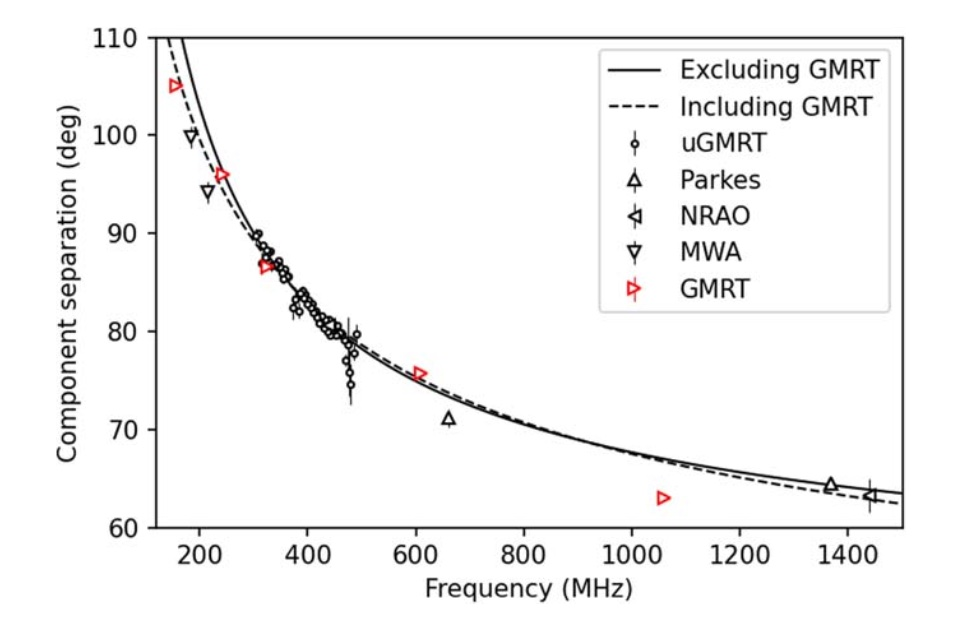 110
100
90
80
70
60
Component separation (deg)
Excluding GMRT
Including GMRT
uGMRT
Parkes
NRAO
MWA
GMRT
200 400 600 800 1000 1200 1400
Frequency (MHz)